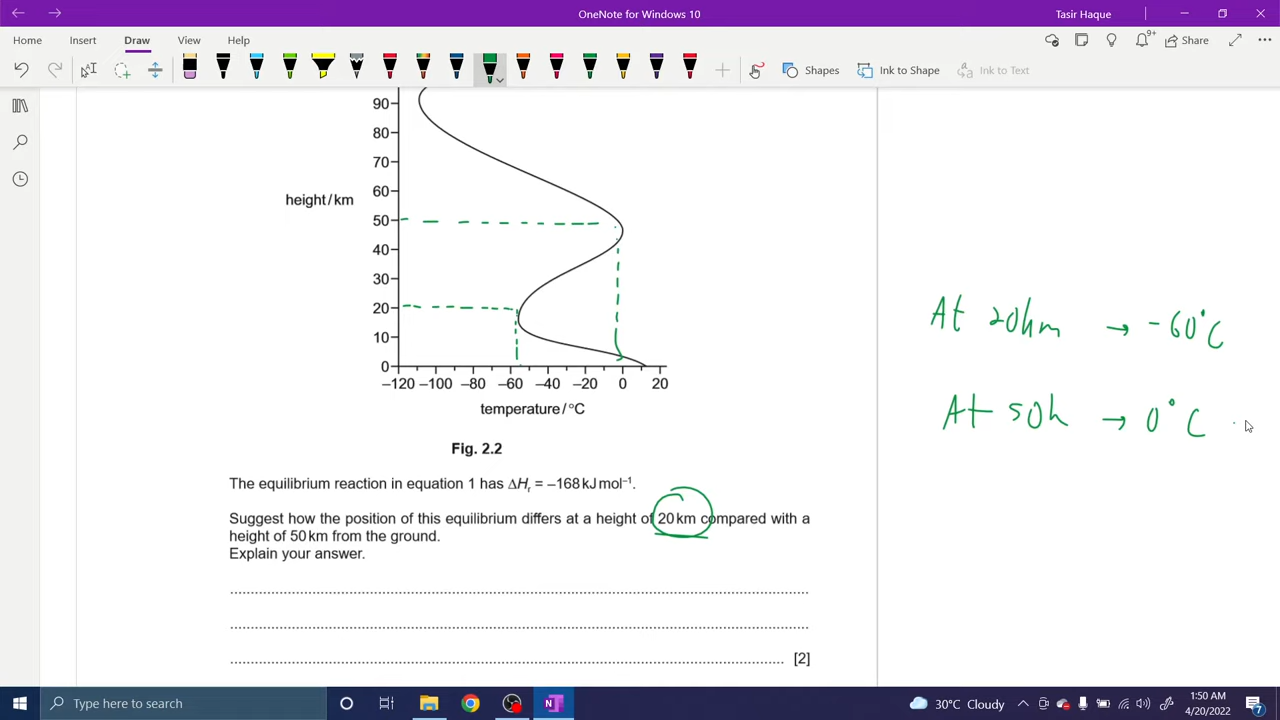 OneNote for Windows 10
Tasir Haque
Home Insert Draw View Help
9+
Share
Shapes
Ink to Shape
Ink to Text
90
80
70
60
height/km
50
40
30
20
10
0
–120 –100 –80 –60 –40 –20 0 20
temperature/°C
Fig. 2.2
At 20km → -60°C
At 50k → 0°C
The equilibrium reaction in equation 1 has ΔHr = –168 kJ mol–1.
Suggest how the position of this equilibrium differs at a height of 20 km compared with a
height of 50 km from the ground.
Explain your answer.
[2]
Type here to search
30°C Cloudy
1:50 AM
4/20/2022
7